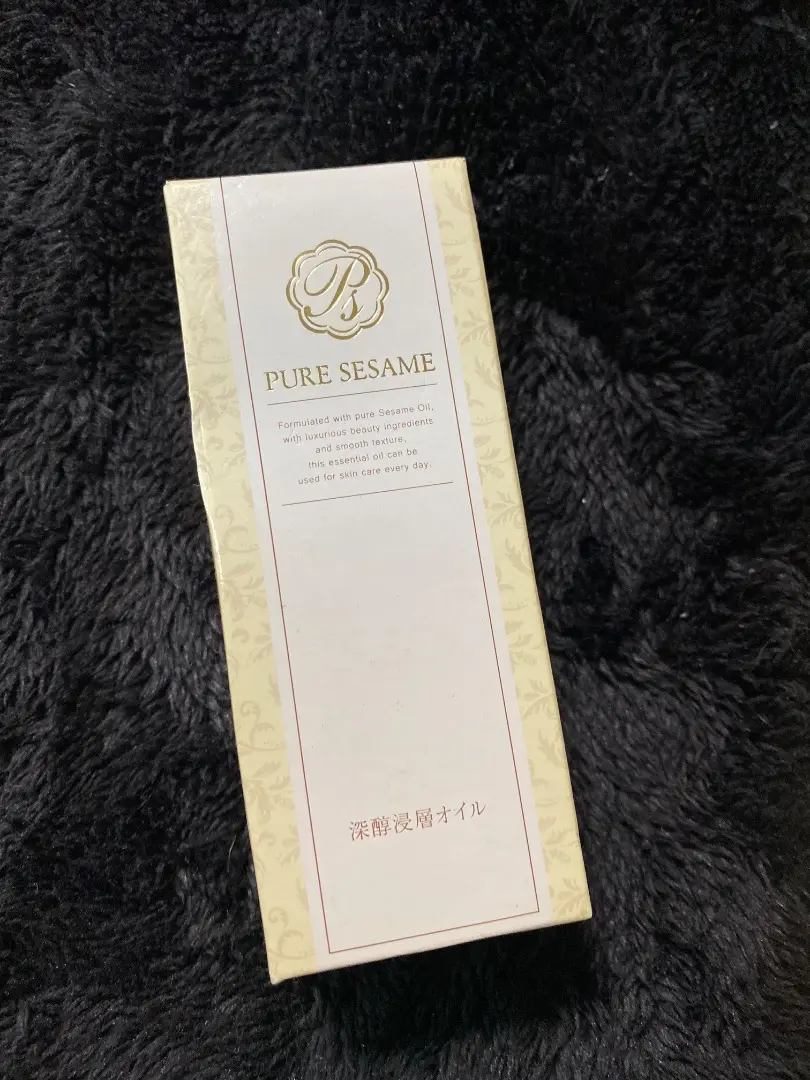 Ps
PURE SESAME
Formulated with pure Sesame Oil,
with luxurious beauty ingredients
and smooth texture,
this essential oil can be
used for skin care every day.
深醇浸層オイル